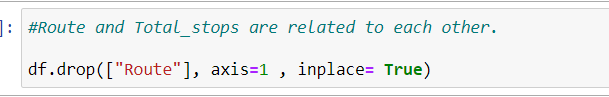 ]: #Route and Total_stops are related to each other.
df.drop(["Route"], axis=1 , inplace= True)